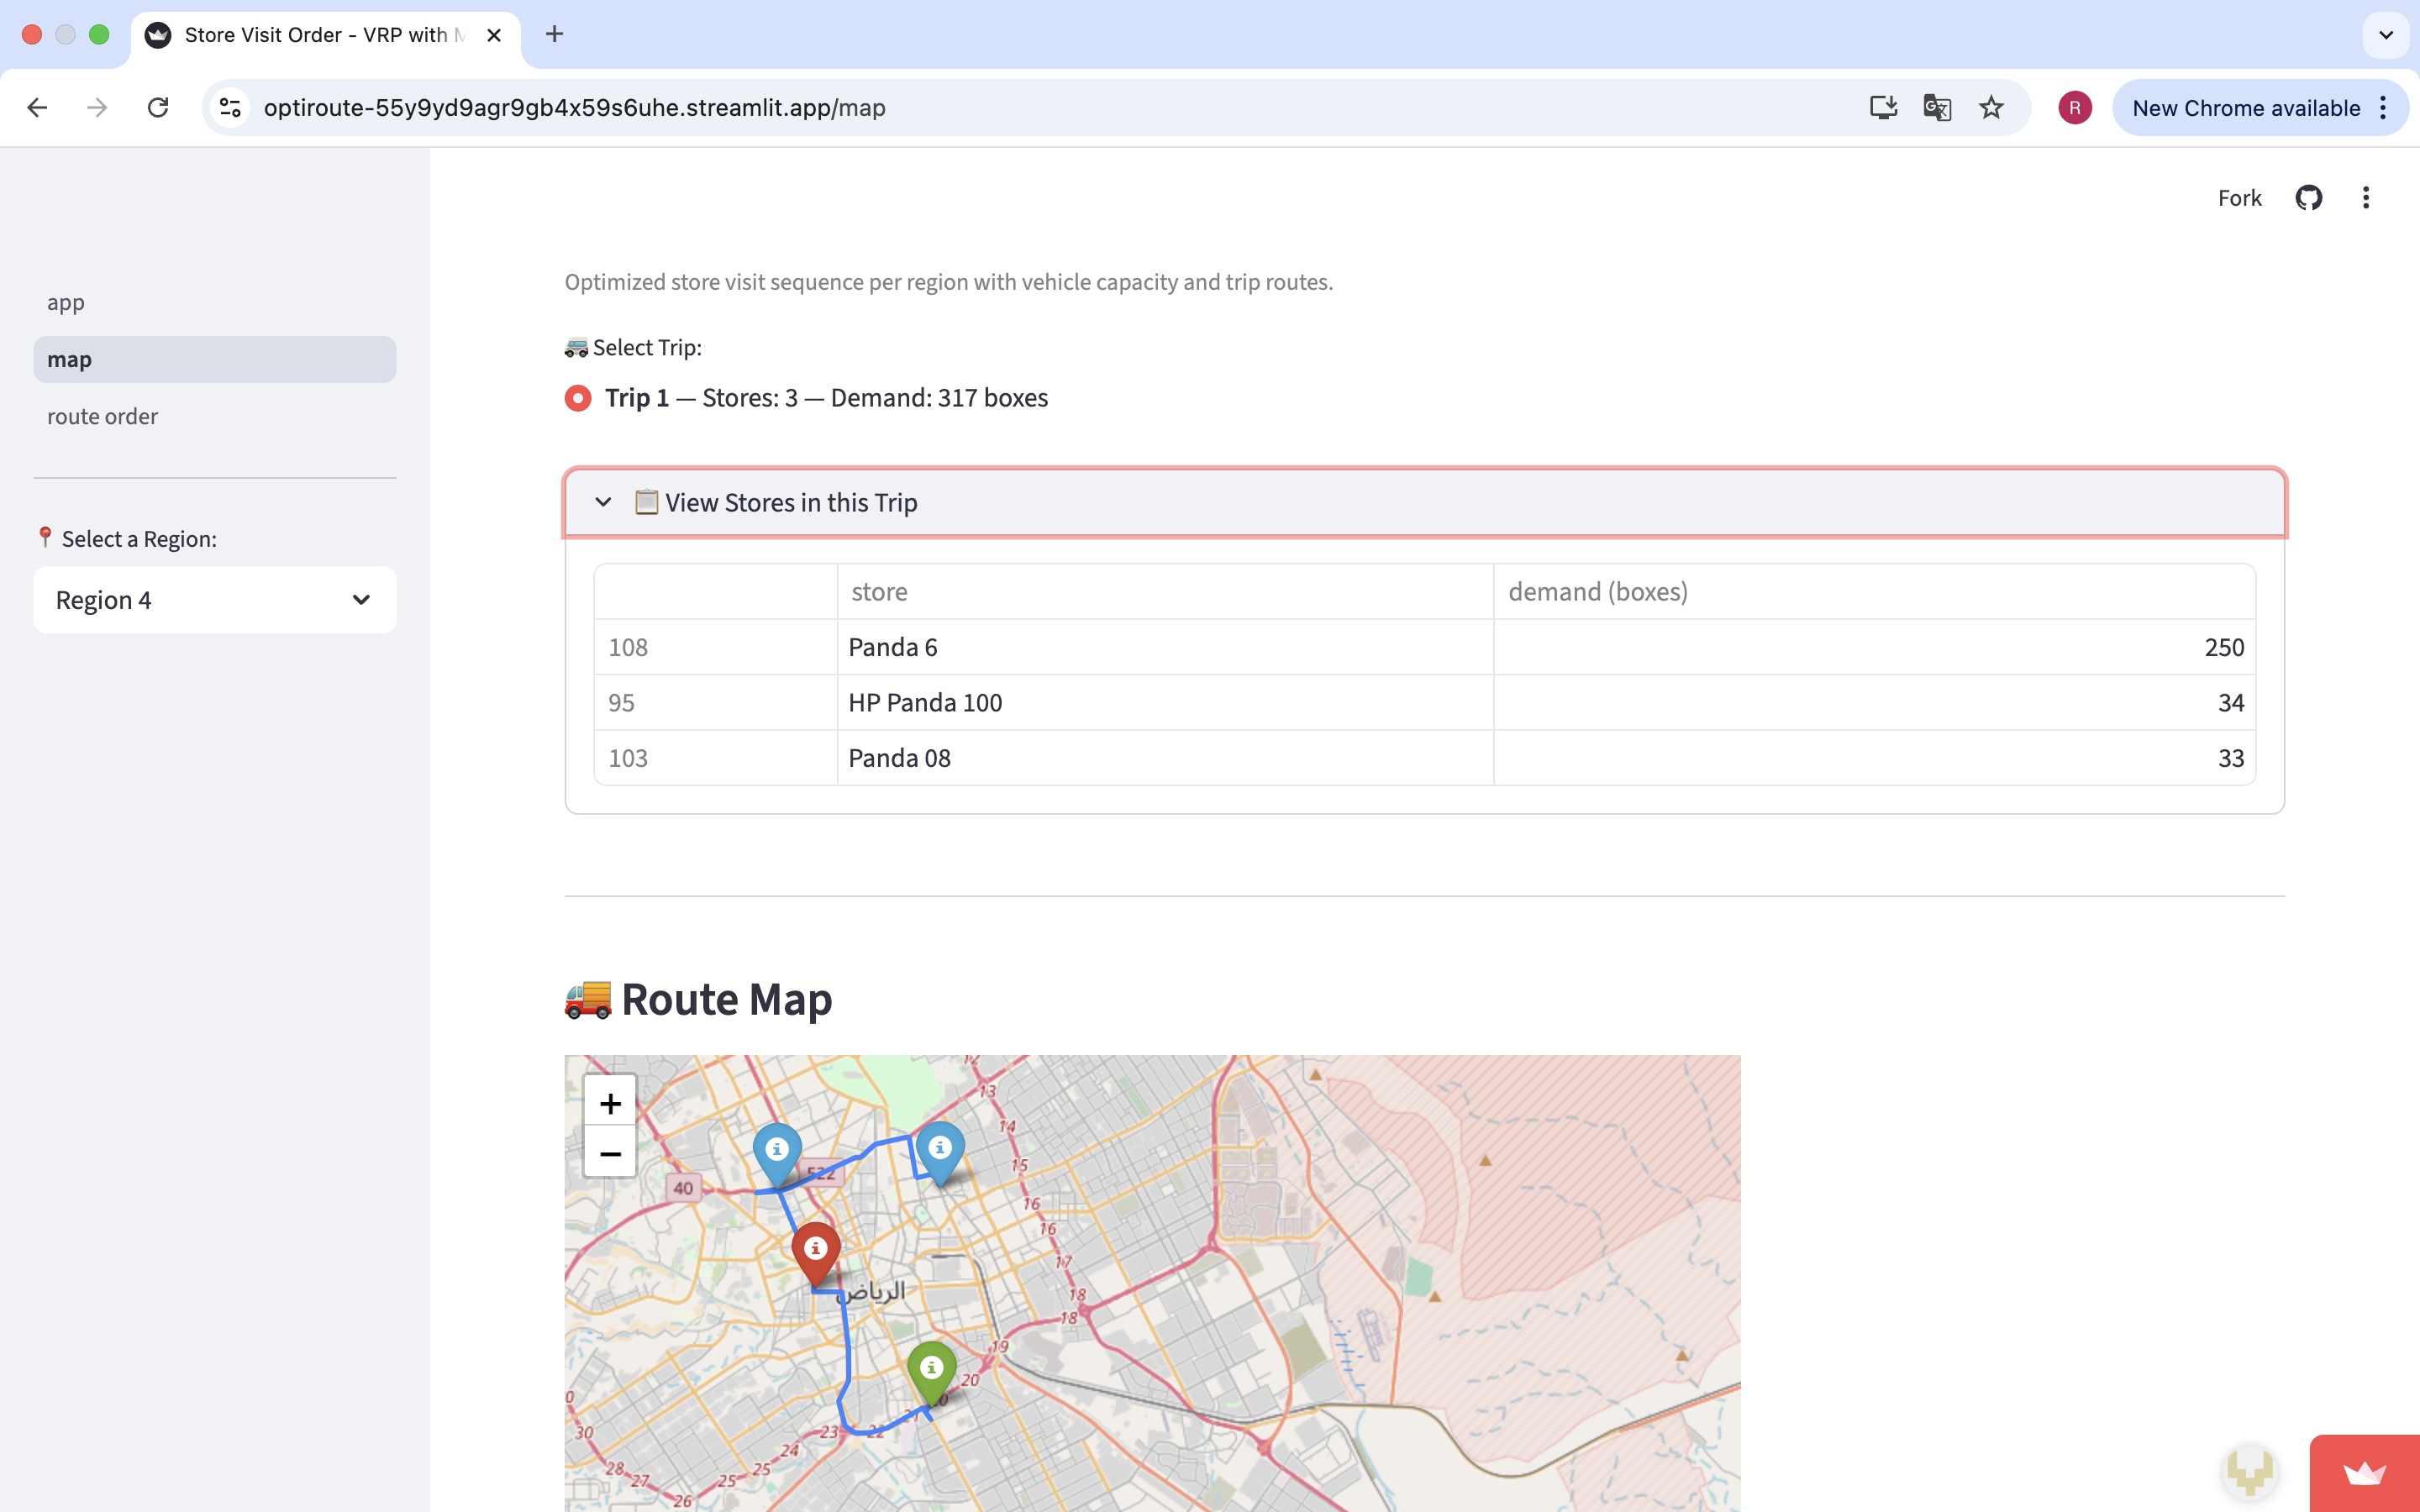 Store Visit Order - VRP with
optiroute-55y9yd9agr9gb4x59s6uhe.streamlit.app/map
R
New Chrome available
Fork
app
map
route order
Select a Region:
Region 4
Optimized store visit sequence per region with vehicle capacity and trip routes.
Select Trip:
Trip 1 — Stores: 3 — Demand: 317 boxes
View Stores in this Trip
store demand (boxes)
108 Panda 6 250
95 HP Panda 100 34
103 Panda 08 33
Route Map
+
−
12
13
14
15
522
40
16
16
17
الرياض
18
18
19
20
23
22
24
25
25
26
27
28
30